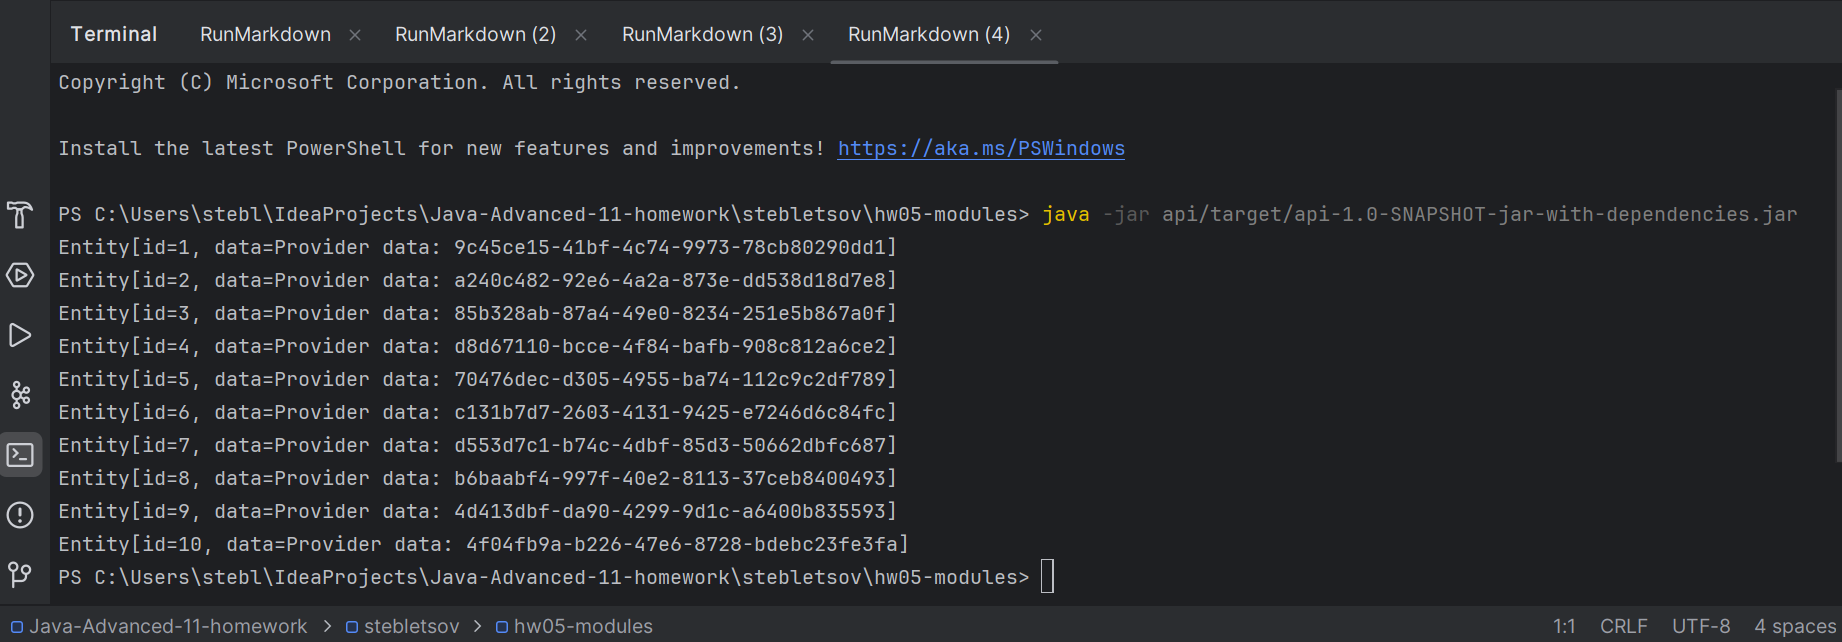 Terminal RunMarkdown RunMarkdown (2) RunMarkdown (3) RunMarkdown (4)
Copyright (C) Microsoft Corporation. All rights reserved.
Install the latest PowerShell for new features and improvements! https://aka.ms/PSWindows
PS C:\Users\stebl\IdeaProjects\Java-Advanced-11-homework\stebletsov\hw05-modules> java -jar api/target/api-1.0-SNAPSHOT-jar-with-dependencies.jar
Entity[id=1, data=Provider data: 9c45ce15-41bf-4c74-9973-78cb80290dd1]
Entity[id=2, data=Provider data: a240c482-92e6-4a2a-873e-dd538d18d7e8]
Entity[id=3, data=Provider data: 85b328ab-87a4-49e0-8234-251e5b867a0f]
Entity[id=4, data=Provider data: d8d67110-bcce-4f84-bafb-908c812a6ce2]
Entity[id=5, data=Provider data: 70476dec-d305-4955-ba74-112c9c2df789]
Entity[id=6, data=Provider data: c131b7d7-2603-4131-9425-e7246d6c84fc]
Entity[id=7, data=Provider data: d553d7c1-b74c-4dbf-85d3-50662dbfc687]
Entity[id=8, data=Provider data: b6baabf4-997f-40e2-8113-37ceb8400493]
Entity[id=9, data=Provider data: 4d413dbf-da90-4299-9d1c-a6400b835593]
Entity[id=10, data=Provider data: 4f04fb9a-b226-47e6-8728-bdebc23fe3fa]
PS C:\Users\stebl\IdeaProjects\Java-Advanced-11-homework\stebletsov\hw05-modules>
Java-Advanced-11-homework > stebletsov > hw05-modules 1:1 CRLF UTF-8 4 spaces